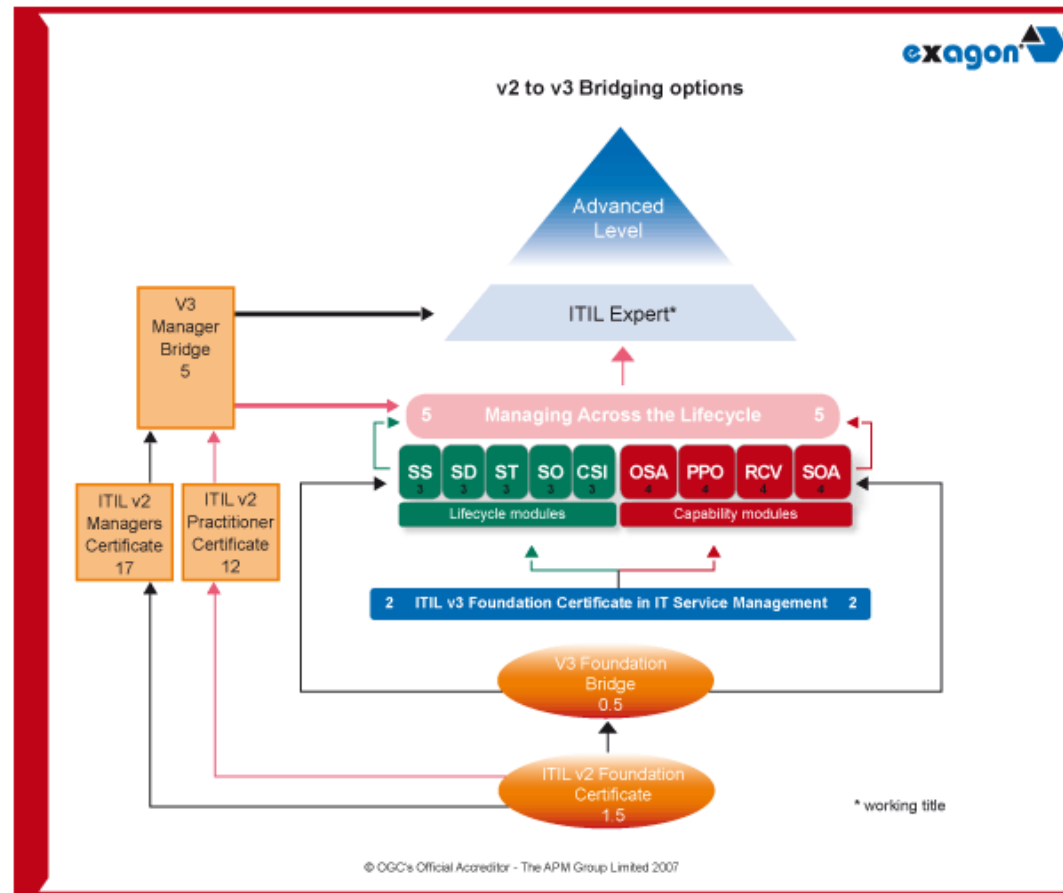 exagon
v2 to v3 Bridging options
Advanced
Level
ITIL Expert*
V3
Manager
Bridge
5
5 Managing Across the Lifecycle 5
SS SD ST SO CSI OSA PPO RCV SOA
3 3 3 3 3 4 4 4 4
Lifecycle modules Capability modules
ITIL v2
Managers
Certificate
17
ITIL v2
Practitioner
Certificate
12
2 ITIL v3 Foundation Certificate in IT Service Management 2
V3 Foundation
Bridge
0.5
ITIL v2 Foundation
Certificate
1.5
* working title
© OGC's Official Accreditor - The APM Group Limited 2007